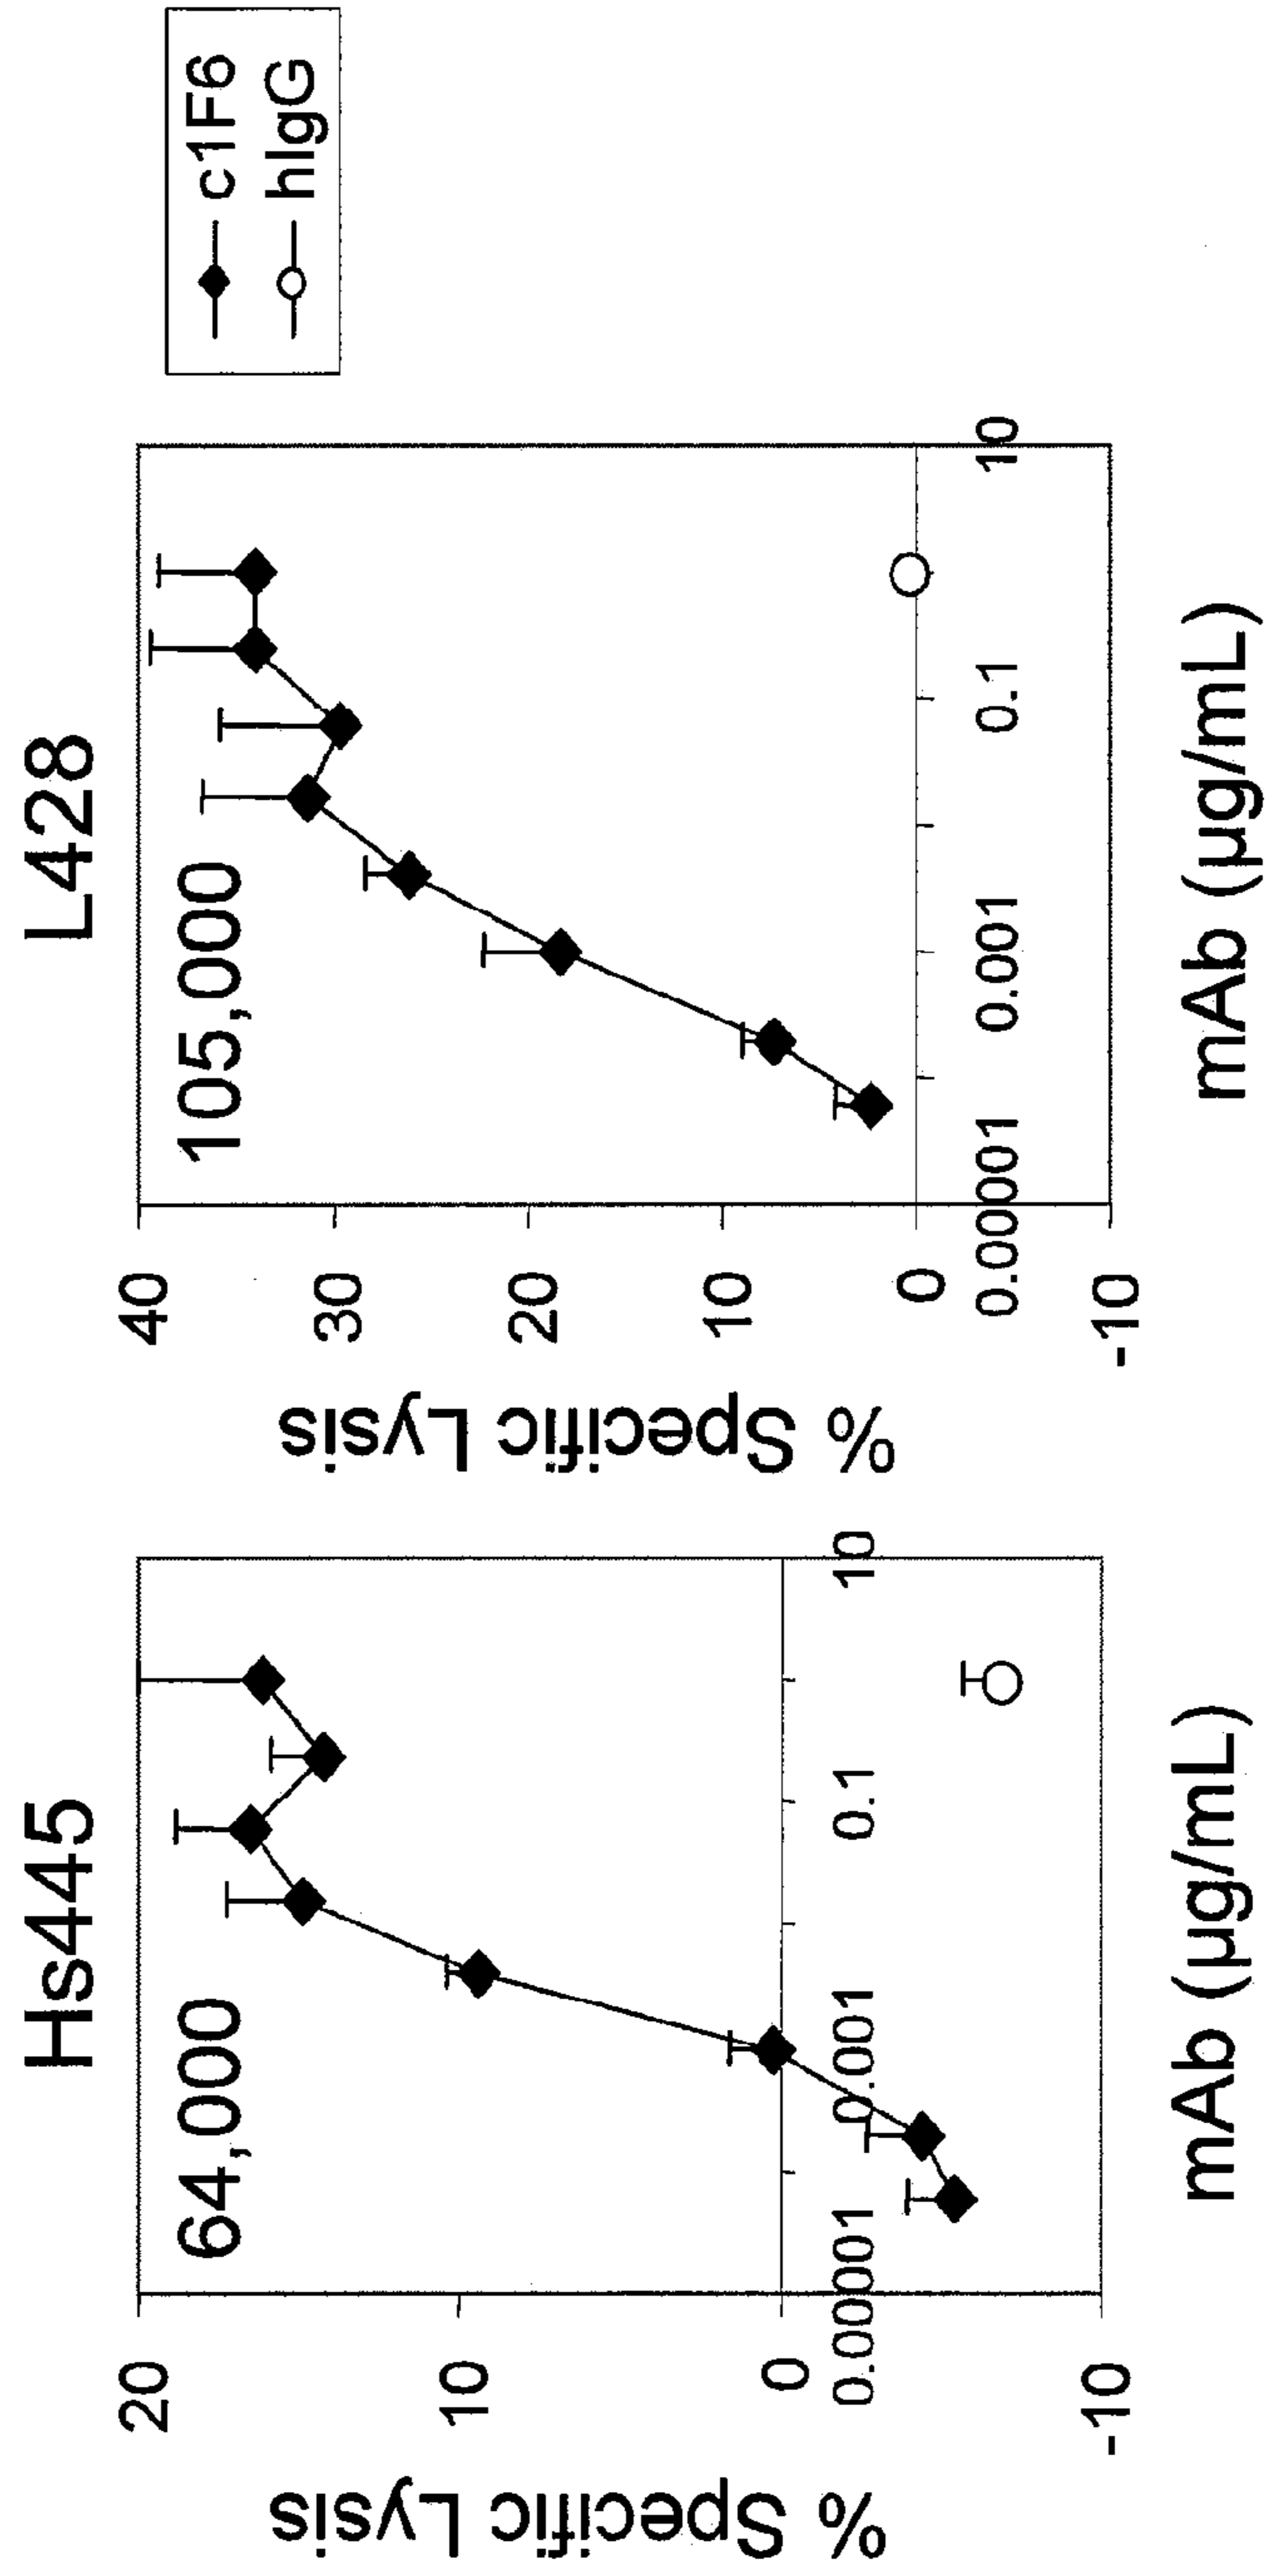 Hs445
64,000
% Specific Lysis
20
10
0
-10
0.00001
0.001
0.1
10
mAb (µg/mL)
L428
105,000
% Specific Lysis
40
30
20
10
0
-10
0.00001
0.001
0.1
10
mAb (µg/mL)
c1F6
hIgG